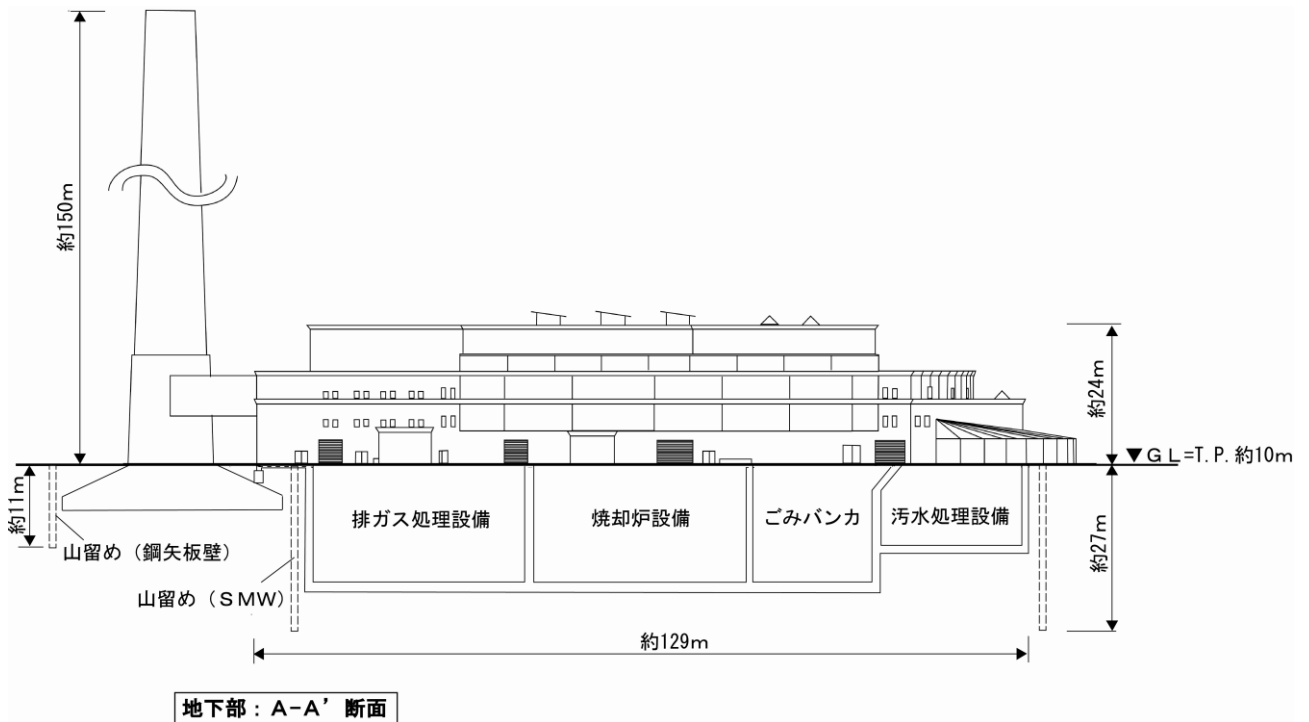 約150m
約24m
▼GL=T.P.約10m
約11m
排ガス処理設備
焼却炉設備
ごみバンカ
汚水処理設備
約27m
山留め(鋼矢板壁)
山留め(SMW)
約129m
地下部:A-A’断面